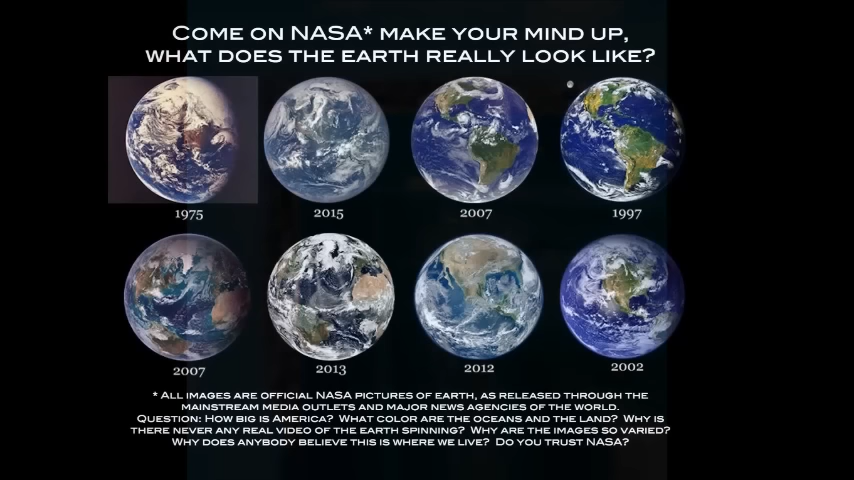 COME ON NASA* MAKE YOUR MIND UP,
WHAT DOES THE EARTH REALLY LOOK LIKE?
1975 2015 2007 1997
2007 2013 2012 2002
* ALL IMAGES ARE OFFICIAL NASA PICTURES OF EARTH, AS RELEASED THROUGH THE
MAINSTREAM MEDIA OUTLETS AND MAJOR NEWS AGENCIES OF THE WORLD.
QUESTION: HOW BIG IS AMERICA? WHAT COLOR ARE THE OCEANS AND THE LAND? WHY IS
THERE NEVER ANY REAL VIDEO OF THE EARTH SPINNING? WHY ARE THE IMAGES SO VARIED?
WHY DOES ANYBODY BELIEVE THIS IS WHERE WE LIVE? DO YOU TRUST NASA?